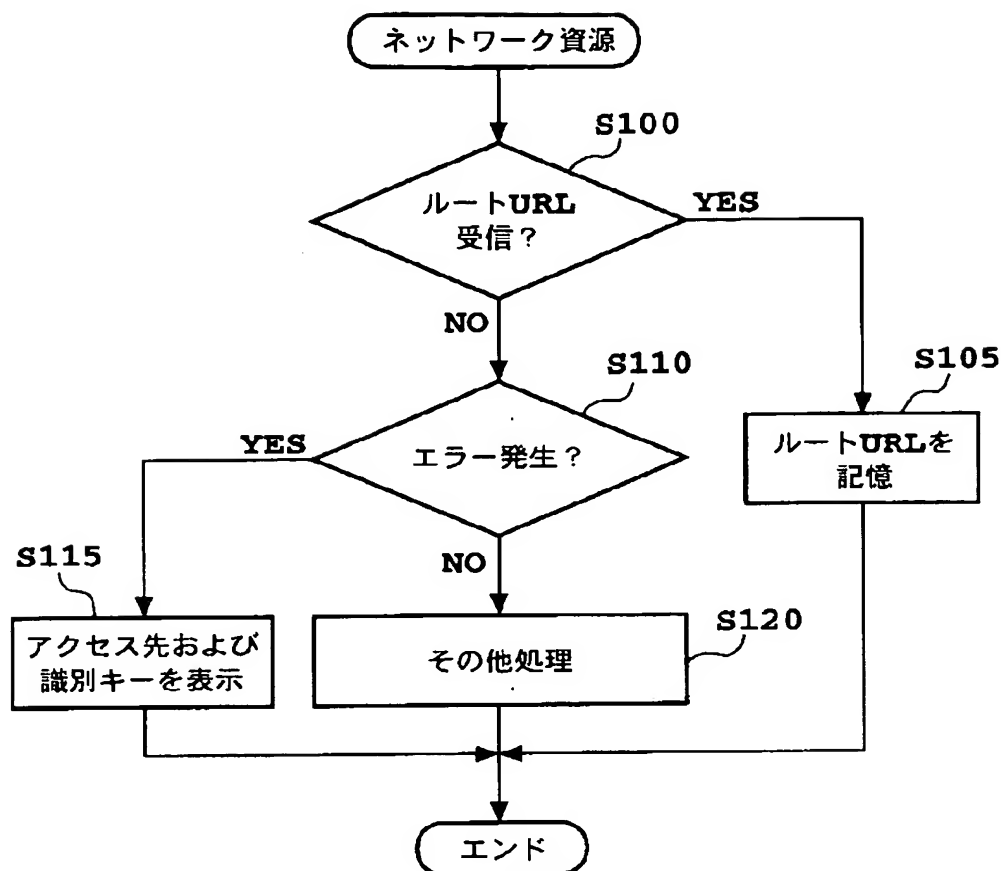 ネットワーク資源
S100
ルートURL
受信？
YES
NO
S110
エラー発生？
YES
S105
ルートURLを
記憶
NO
S115
アクセス先および
識別キーを表示
S120
その他処理
エンド